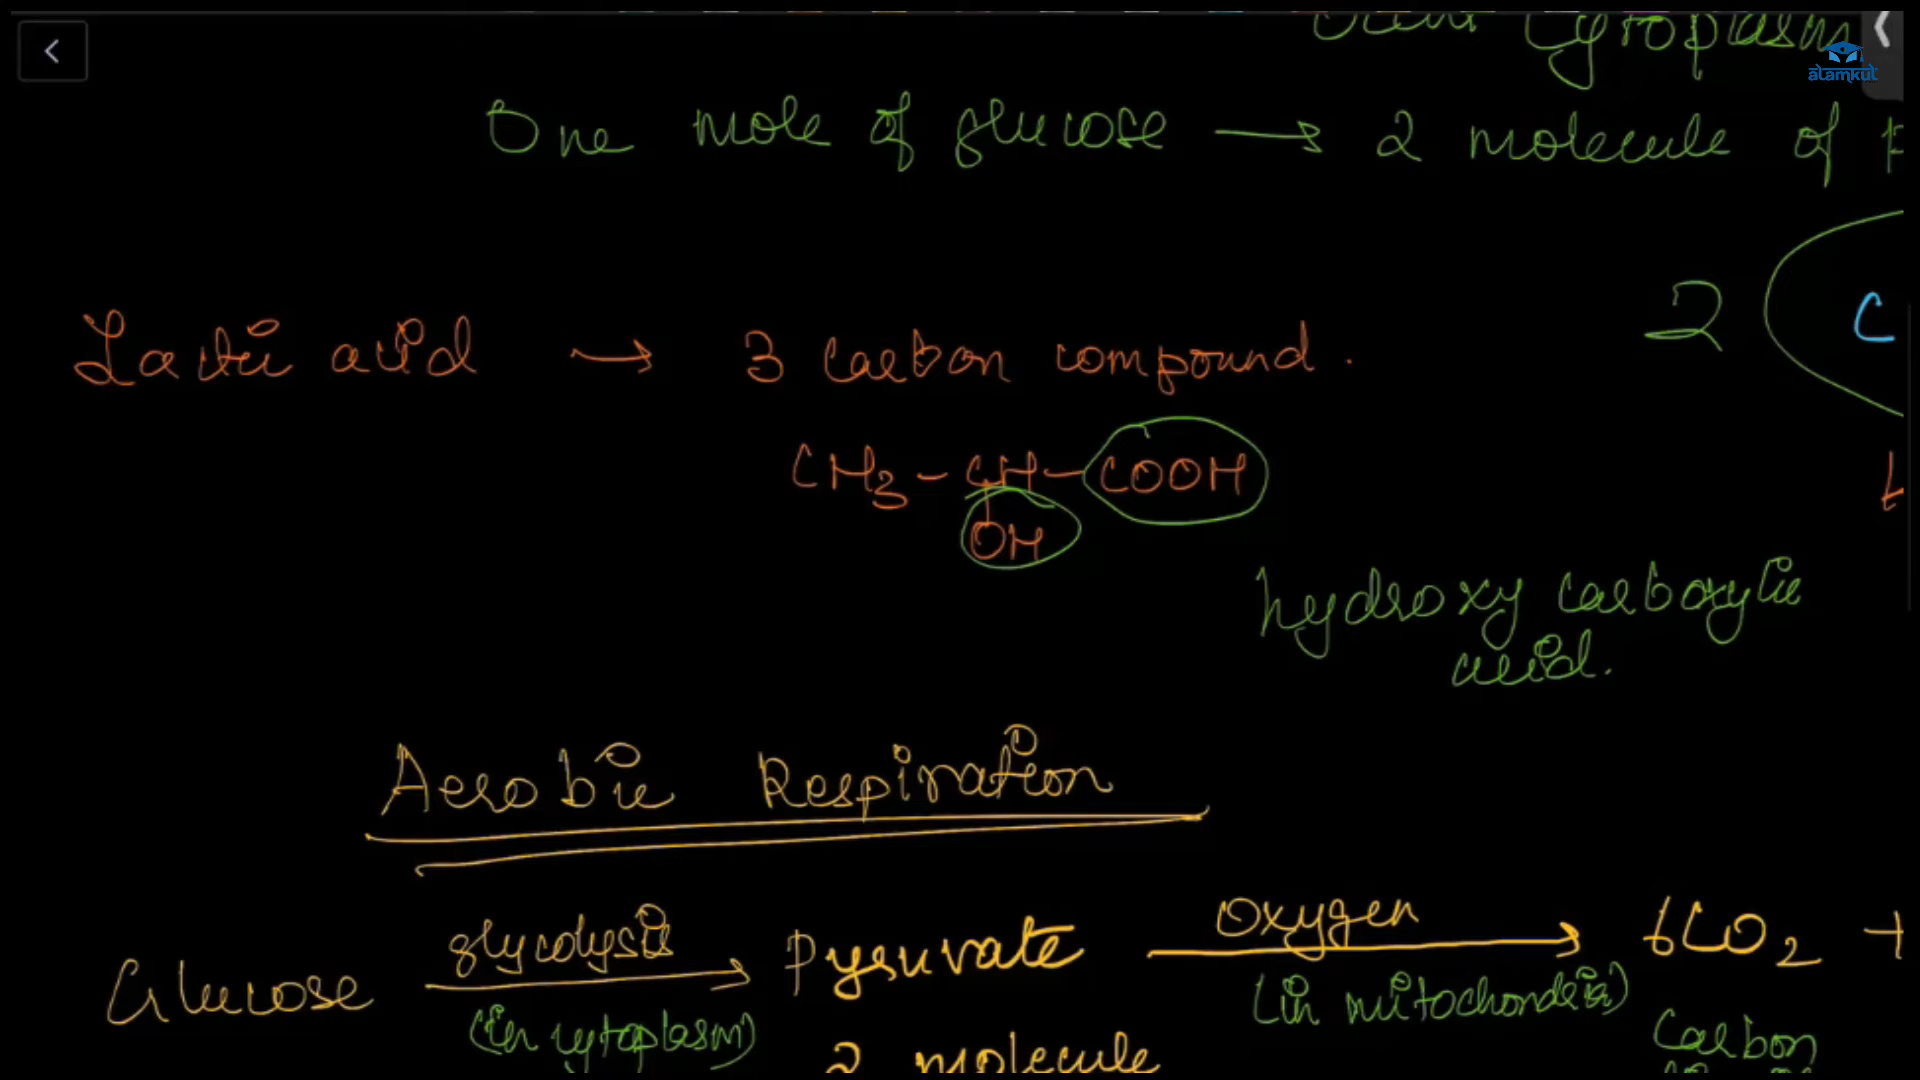 Cytoplasm
alamkut
One mole of glucose → 2 molecule of
Lactic acid → 3 carbon compound.
2 C
CH3 - CH - COOH
OH
hydroxy carboxylic
acid.
Aerobic Respiration
Glucose glycolysis → Pyruvate Oxygen → 6CO2 +
(in cytoplasm) (in mitochondria)
2 molecule Carbon